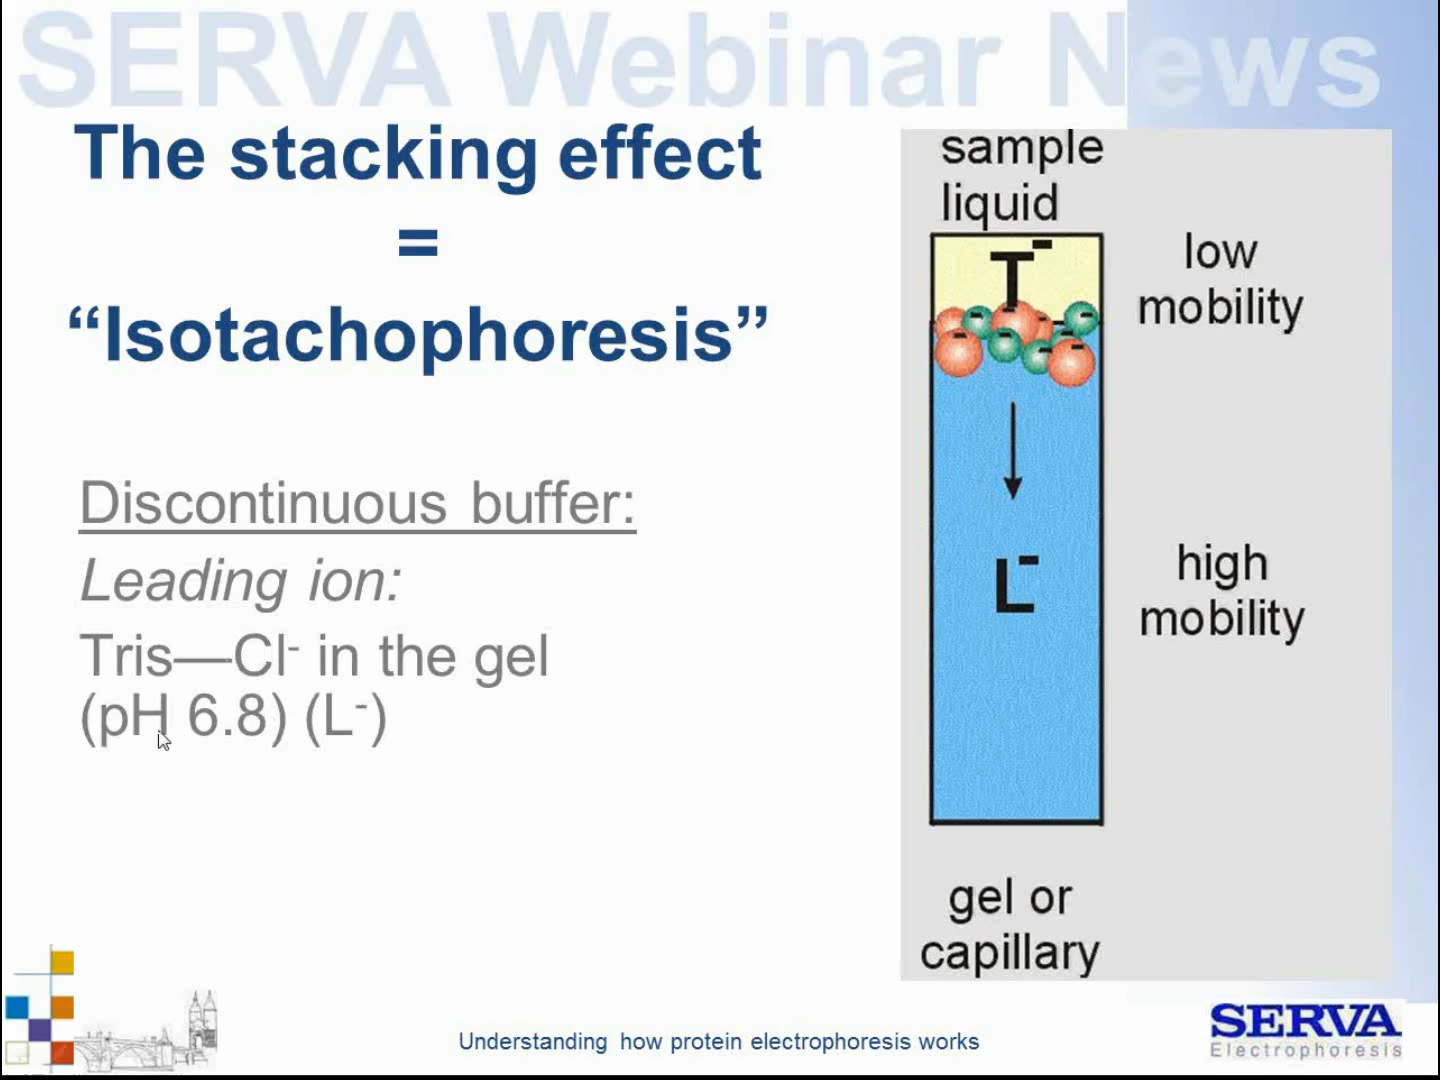 SERVA Webinar News
The stacking effect
=
“Isotachophoresis”
Discontinuous buffer:
Leading ion:
Tris—Cl⁻ in the gel
(pH 6.8) (L⁻)
sample
liquid
T⁻
low
mobility
L⁻
high
mobility
gel or
capillary
Understanding how protein electrophoresis works
SERVA
Electrophoresis